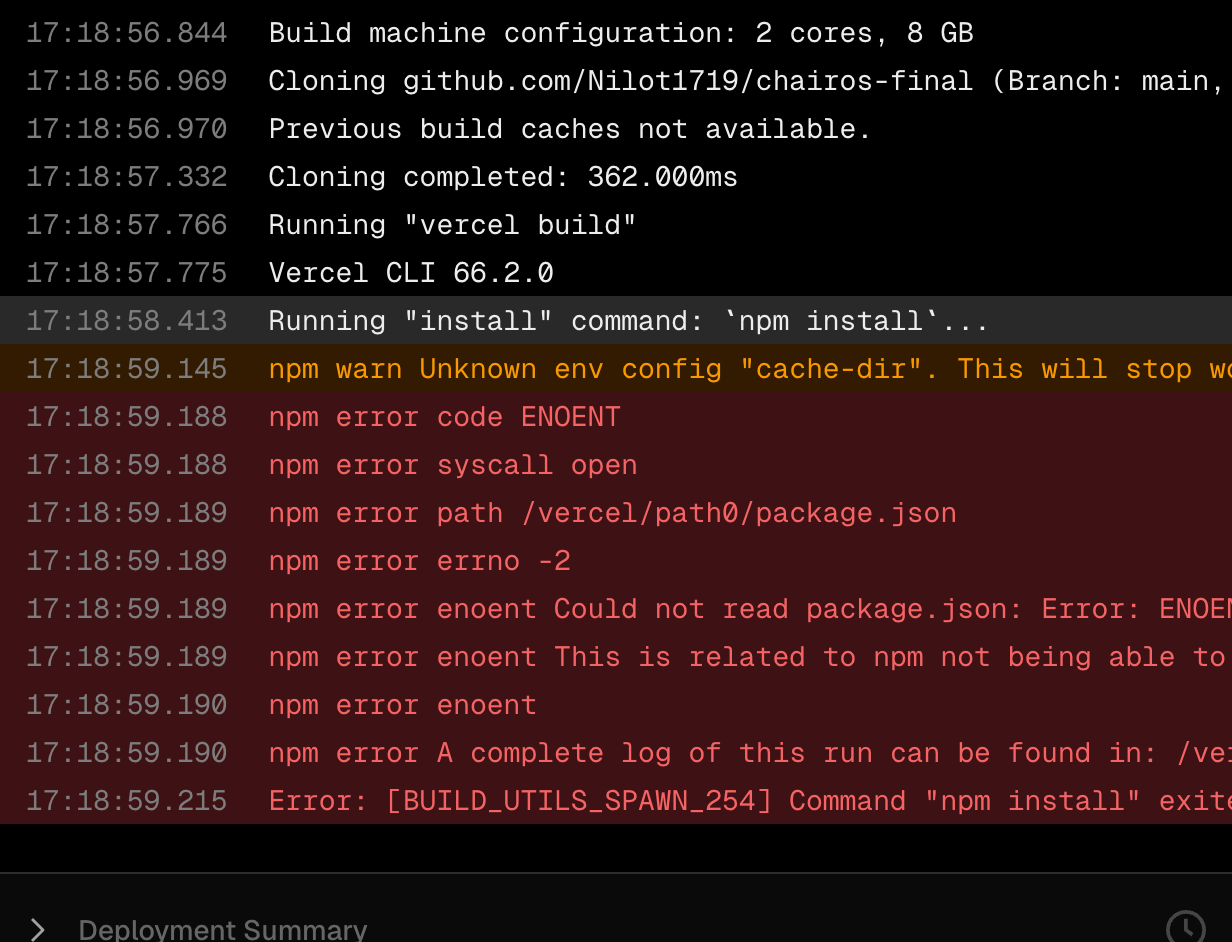 17:18:56.844 Build machine configuration: 2 cores, 8 GB
17:18:56.969 Cloning github.com/Nilot1719/chairos-final (Branch: main,
17:18:56.970 Previous build caches not available.
17:18:57.332 Cloning completed: 362.000ms
17:18:57.766 Running "vercel build"
17:18:57.775 Vercel CLI 66.2.0
17:18:58.413 Running "install" command: `npm install`...
17:18:59.145 npm warn Unknown env config "cache-dir". This will stop
17:18:59.188 npm error code ENOENT
17:18:59.188 npm error syscall open
17:18:59.189 npm error path /vercel/path0/package.json
17:18:59.189 npm error errno -2
17:18:59.189 npm error enoent Could not read package.json: Error:
17:18:59.189 npm error enoent This is related to npm not being able to
17:18:59.190 npm error enoent
17:18:59.190 npm error A complete log of this run can be found in:
17:18:59.215 Error: [BUILD_UTILS_SPAWN_254] Command "npm install"
Deployment Summary